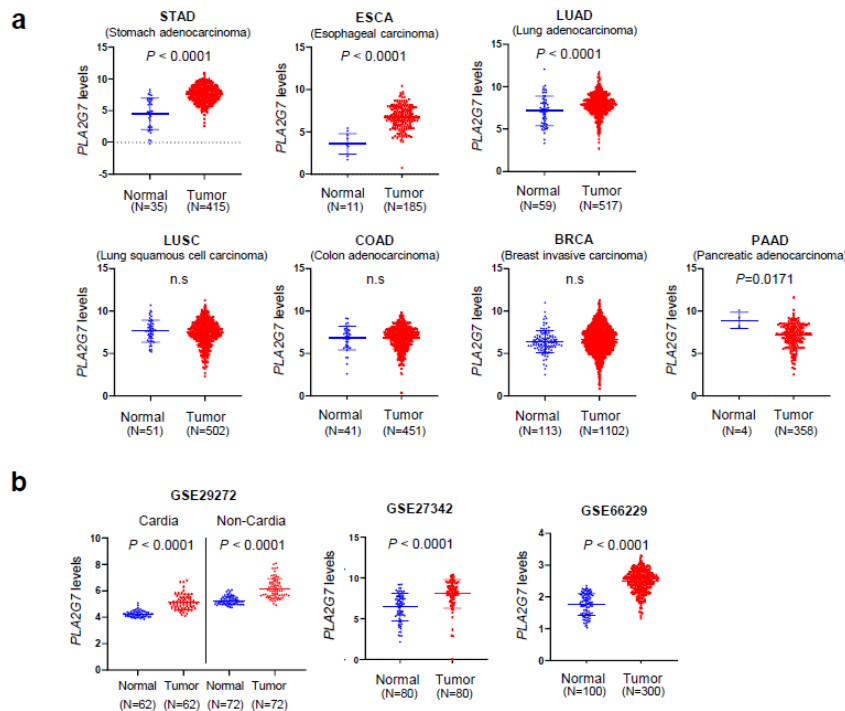 a
STAD
(Stomach adenocarcinoma)
P < 0.0001
PLA2G7 levels
15
10
5
0
-5
Normal Tumor
(N=35) (N=415)
ESCA
(Esophageal carcinoma)
P < 0.0001
PLA2G7 levels
15
10
5
0
Normal Tumor
(N=11) (N=185)
LUAD
(Lung adenocarcinoma)
P < 0.0001
PLA2G7 levels
15
10
5
0
Normal Tumor
(N=59) (N=517)
LUSC
(Lung squamous cell carcinoma)
n.s
PLA2G7 levels
15
10
5
0
Normal Tumor
(N=51) (N=502)
COAD
(Colon adenocarcinoma)
n.s
PLA2G7 levels
15
10
5
0
Normal Tumor
(N=41) (N=451)
BRCA
(Breast invasive carcinoma)
n.s
PLA2G7 levels
15
10
5
0
Normal Tumor
(N=113) (N=1102)
PAAD
(Pancreatic adenocarcinoma)
P=0.0171
PLA2G7 levels
15
10
5
0
Normal Tumor
(N=4) (N=358)
b
GSE29272
Cardia Non-Cardia
P < 0.0001 P < 0.0001
PLA2G7 levels
10
8
6
4
2
0
Normal Tumor Normal Tumor
(N=62) (N=62) (N=72) (N=72)
GSE27342
P < 0.0001
PLA2G7 levels
15
10
5
0
Normal Tumor
(N=80) (N=80)
GSE66229
P < 0.0001
PLA2G7 levels
4
3
2
1
0
Normal Tumor
(N=100) (N=300)